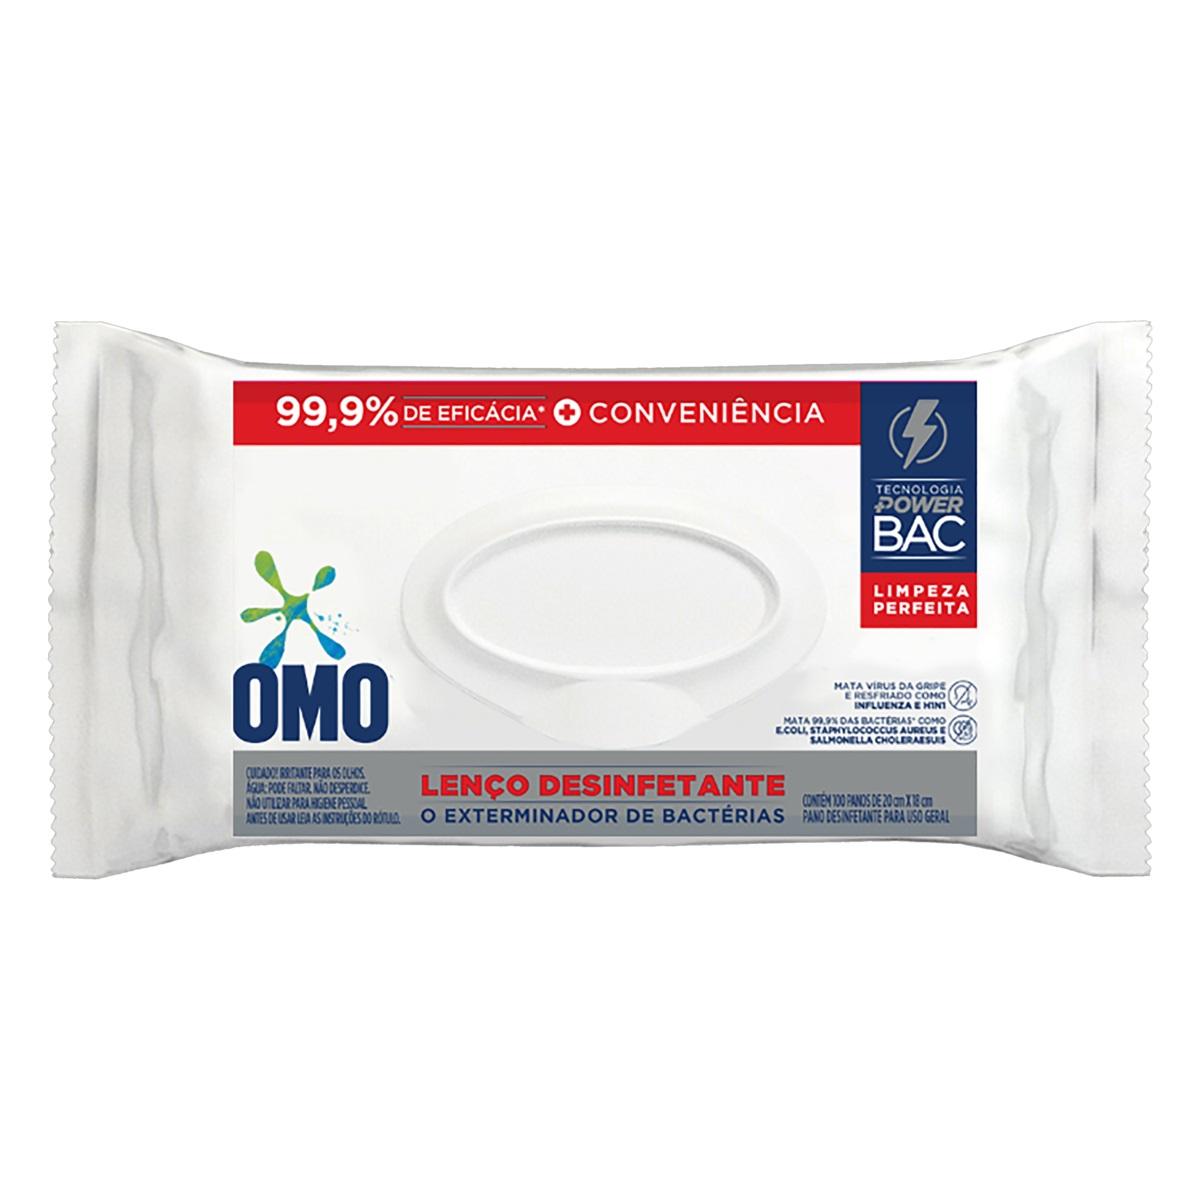 99,9% DE EFICÁCIA* + CONVENIÊNCIA
TECNOLOGIA
+POWER
BAC
LIMPEZA
PERFEITA
OMO
MATA VÍRUS DA GRIPE
E RESFRIADO COMO
INFLUENZA E H1N1
MATA 99,9% DAS BACTÉRIAS* COMO
E.COLI, STAPHYLOCOCCUS AUREUS E
SALMONELLA CHOLERAESUIS
CUIDADO! IRRITANTE PARA OS OLHOS.
ÁGUA: PODE FALTAR. NÃO DESPERDICE.
NÃO UTILIZAR PARA HIGIENE PESSOAL.
ANTES DE USAR LEIA AS INSTRUÇÕES DO RÓTULO.
LENÇO DESINFETANTE
O EXTERMINADOR DE BACTÉRIAS
CONTÉM 100 PANOS DE 20 cm X 18 cm
PANO DESINFETANTE PARA USO GERAL